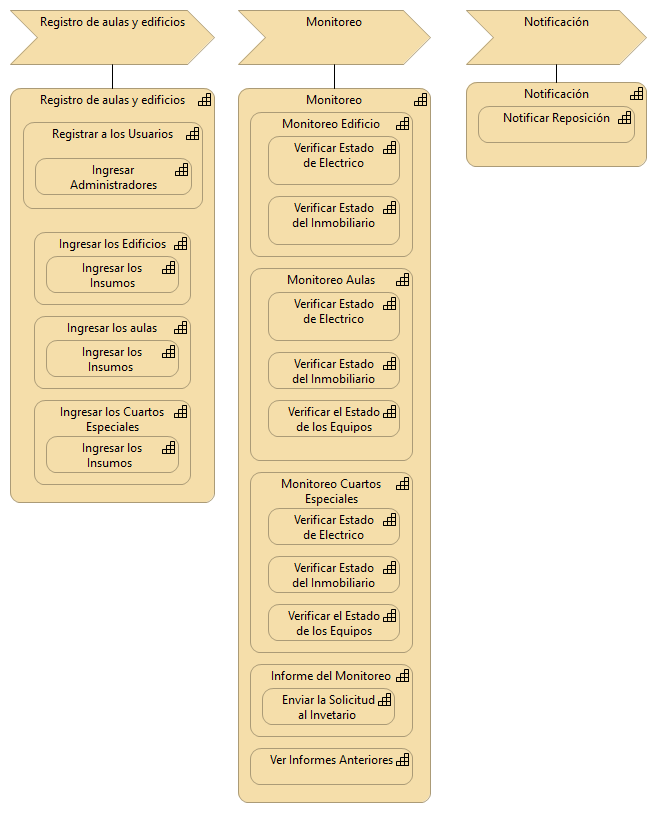 Registro de aulas y edificios
Registro de aulas y edificios
Registrar a los Usuarios
Ingresar
Administradores
Ingresar los Edificios
Ingresar los
Insumos
Ingresar los aulas
Ingresar los
Insumos
Ingresar los Cuartos
Especiales
Ingresar los
Insumos
Monitoreo
Monitoreo
Monitoreo Edificio
Verificar Estado
de Electrico
Verificar Estado
del Inmobiliario
Monitoreo Aulas
Verificar Estado
de Electrico
Verificar Estado
del Inmobiliario
Verificar el Estado
de los Equipos
Monitoreo Cuartos
Especiales
Verificar Estado
de Electrico
Verificar Estado
del Inmobiliario
Verificar el Estado
de los Equipos
Informe del Monitoreo
Enviar la Solicitud
al Invetario
Ver Informes Anteriores
Notificación
Notificación
Notificar Reposición